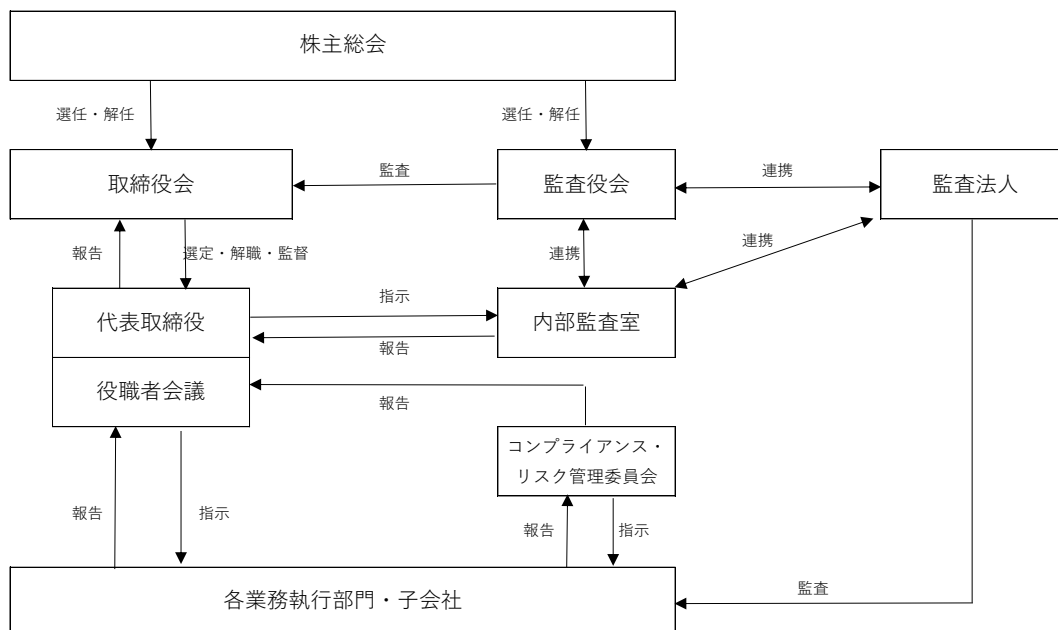 株主総会
選任・解任
選任・解任
取締役会
監査
監査役会
連携
監査法人
報告
選定・解職・監督
連携
連携
代表取締役
指示
内部監査室
報告
役職者会議
報告
コンプライアンス・
リスク管理委員会
報告
指示
報告
指示
各業務執行部門・子会社
監査